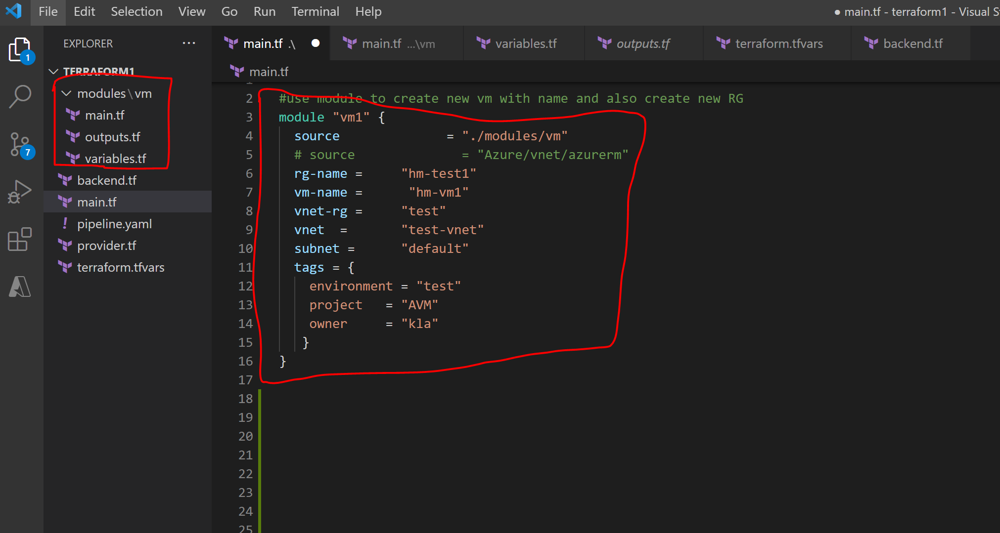 File Edit Selection View Go Run Terminal Help
● main.tf - terraform1 - Visual S
EXPLORER ...
main.tf .\ ● main.tf ...\vm variables.tf outputs.tf terraform.tfvars backend.tf
1
TERRAFORM1
main.tf
modules\vm
main.tf
outputs.tf
7
variables.tf
backend.tf
main.tf
! pipeline.yaml
provider.tf
terraform.tfvars
1
2 #use module to create new vm with name and also create new RG
3 module "vm1" {
4 source = "./modules/vm"
5 # source = "Azure/vnet/azurerm"
6 rg-name = "hm-test1"
7 vm-name = "hm-vm1"
8 vnet-rg = "test"
9 vnet = "test-vnet"
10 subnet = "default"
11 tags = {
12 environment = "test"
13 project = "AVM"
14 owner = "kla"
15 }
16 }
17
18
19
20
21
22
23
24
25